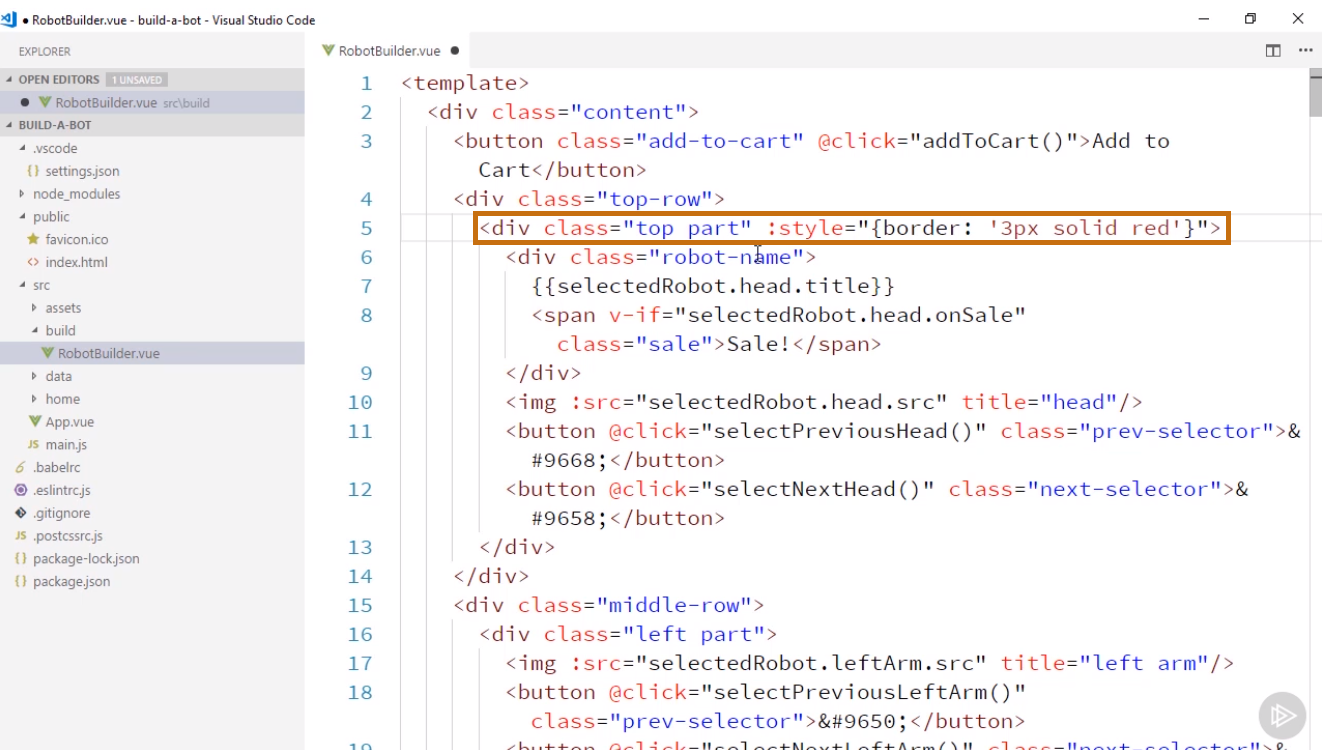 RobotBuilder.vue - build-a-bot - Visual Studio Code
EXPLORER
OPEN EDITORS 1 UNSAVED
RobotBuilder.vue src\build
BUILD-A-BOT
.vscode
{} settings.json
node_modules
public
favicon.ico
<> index.html
src
assets
build
RobotBuilder.vue
data
home
App.vue
JS main.js
.babelrc
.eslintrc.js
.gitignore
JS .postcssrc.js
{} package-lock.json
{} package.json
RobotBuilder.vue
1 <template>
2 <div class="content">
3 <button class="add-to-cart" @click="addToCart()">Add to
Cart</button>
4 <div class="top-row">
5 <div class="top part" :style="{border: '3px solid red'}">
6 <div class="robot-name">
7 {{selectedRobot.head.title}}
8 <span v-if="selectedRobot.head.onSale"
class="sale">Sale!</span>
9 </div>
10 <img :src="selectedRobot.head.src" title="head"/>
11 <button @click="selectPreviousHead()" class="prev-selector">&
#9668;</button>
12 <button @click="selectNextHead()" class="next-selector">&
#9658;</button>
13 </div>
14 </div>
15 <div class="middle-row">
16 <div class="left part">
17 <img :src="selectedRobot.leftArm.src" title="left arm"/>
18 <button @click="selectPreviousLeftArm()"
class="prev-selector">&#9650;</button>
19 <button @click="selectNextLeftArm()" class="next-selector">&